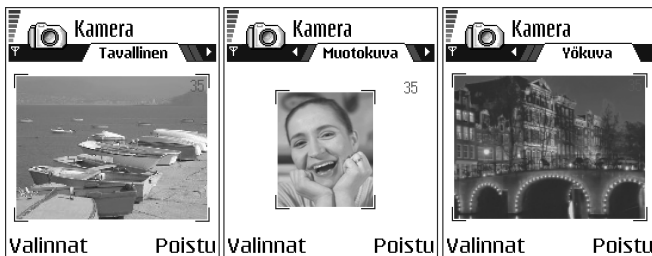 Kamera
Tavallinen
35
Valinnat Poistu
Kamera
Muotokuva
35
Valinnat Poistu
Kamera
Yökuva
Valinnat Poistu